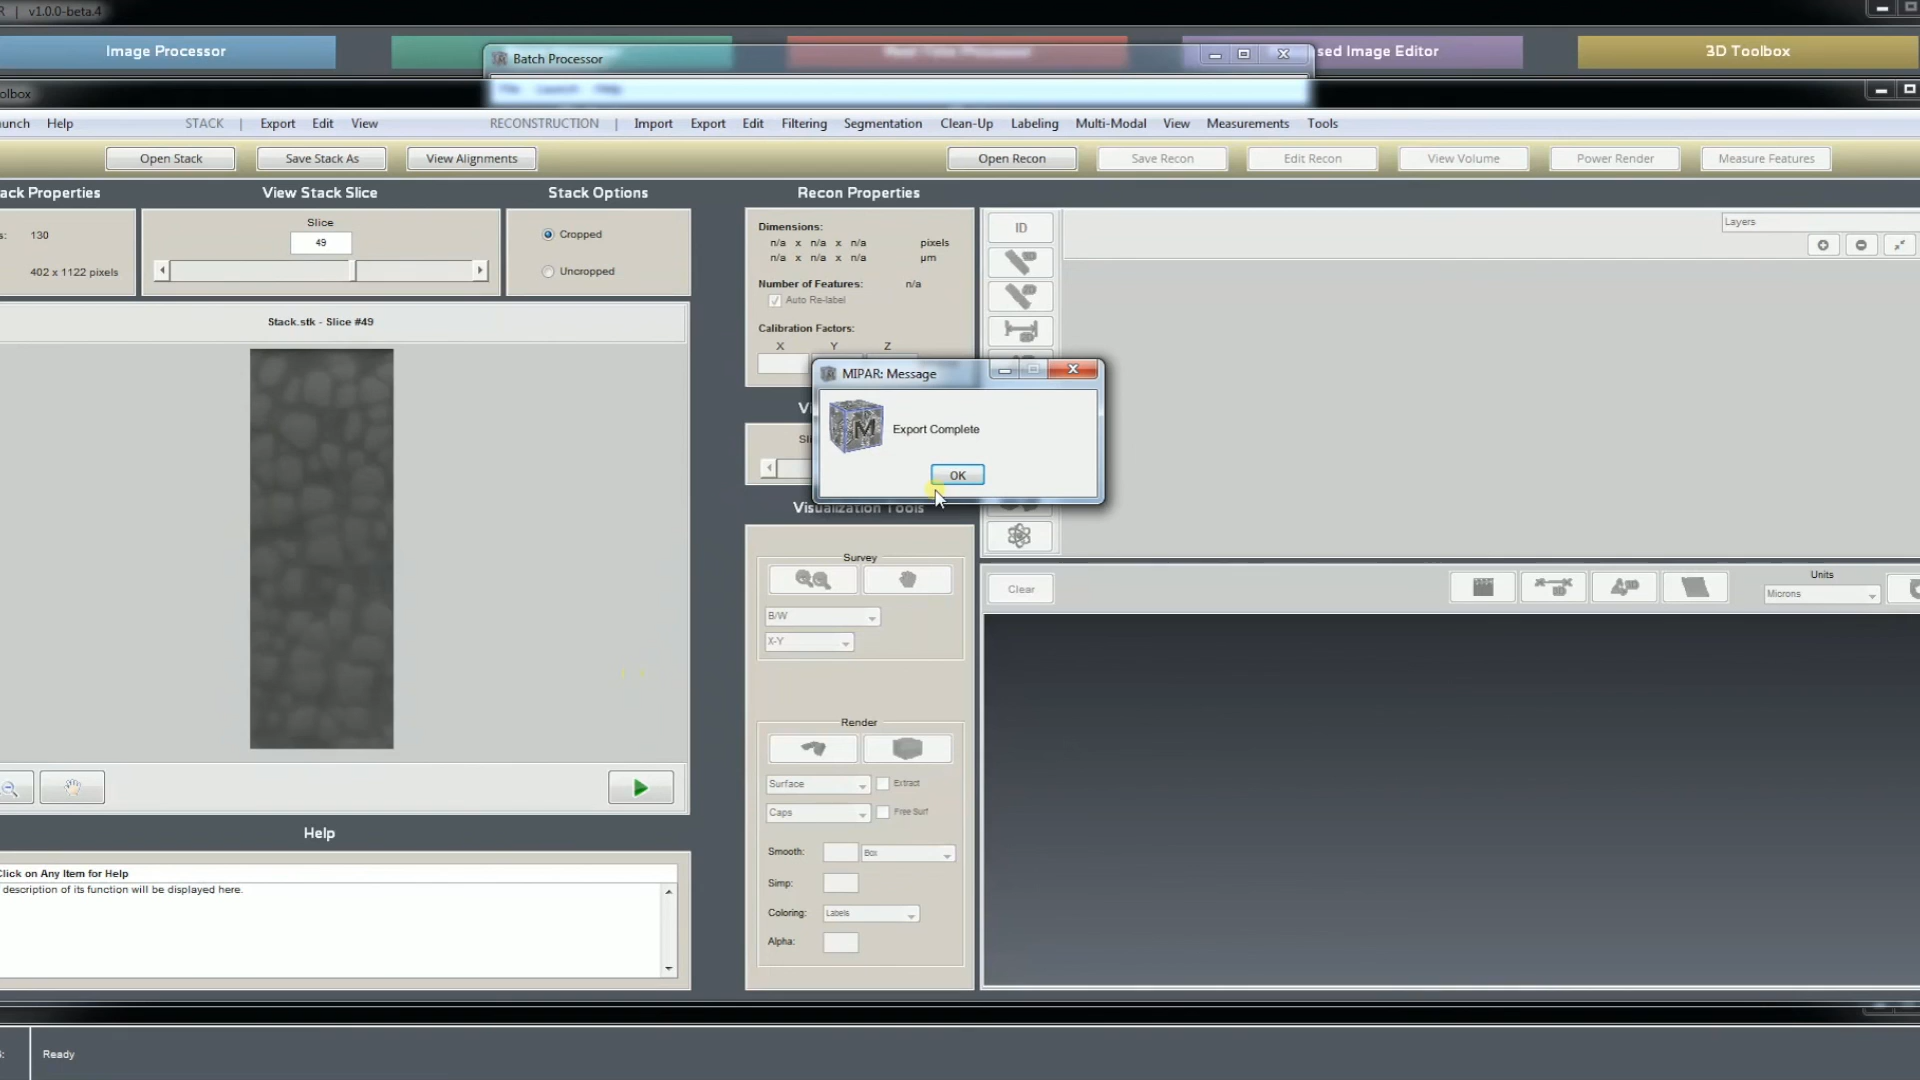 R | v1.0.0-beta.4
Image Processor
sed Image Editor
3D Toolbox
Batch Processor
File Launch Help
olbox
unch Help STACK | Export Edit View RECONSTRUCTION | Import Export Edit Filtering Segmentation Clean-Up Labeling Multi-Modal View Measurements Tools
Open Stack Save Stack As View Alignments Open Recon Save Recon Edit Recon View Volume Power Render Measure Features
ack Properties View Stack Slice Stack Options Recon Properties
s: 130
402 x 1122 pixels
Slice
49
Cropped
Uncropped
Dimensions:
n/a x n/a x n/a pixels
n/a x n/a x n/a µm
Number of Features: n/a
Auto Re-label
Calibration Factors:
X Y Z
ID
Layers
Stack.stk - Slice #49
MIPAR: Message
M
Export Complete
OK
Visualization Tools
Survey
B/W
X-Y
Render
Surface Extract
Caps Free Surf
Smooth: Box
Simp:
Coloring: Labels
Alpha:
Clear
Units
Microns
Help
Click on Any Item for Help
description of its function will be displayed here.
Ready